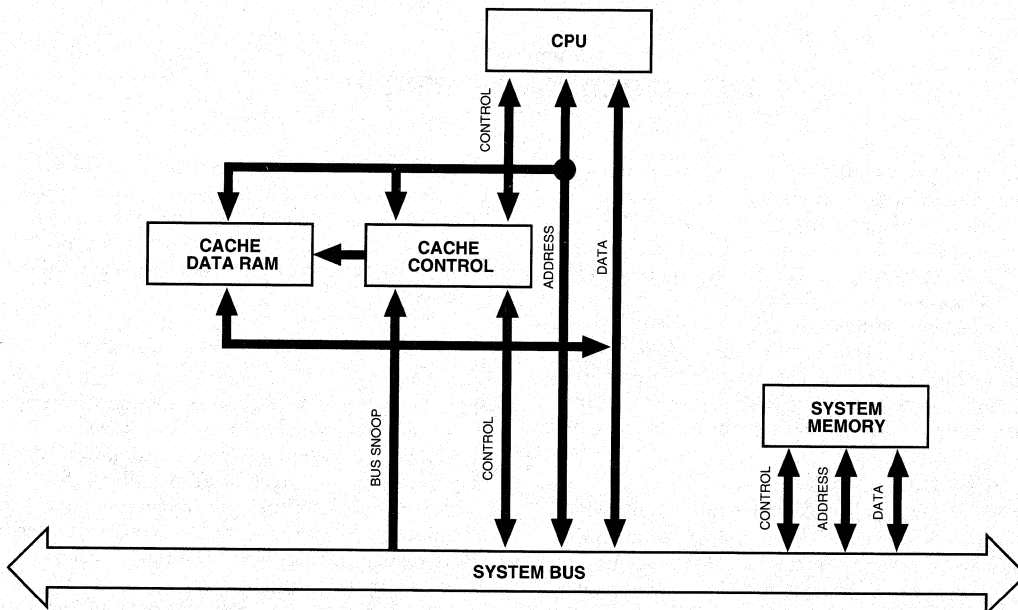 CPU
CONTROL
CACHE
DATA RAM
CACHE
CONTROL
ADDRESS
DATA
BUS SNOOP
CONTROL
SYSTEM
MEMORY
CONTROL
ADDRESS
DATA
SYSTEM BUS